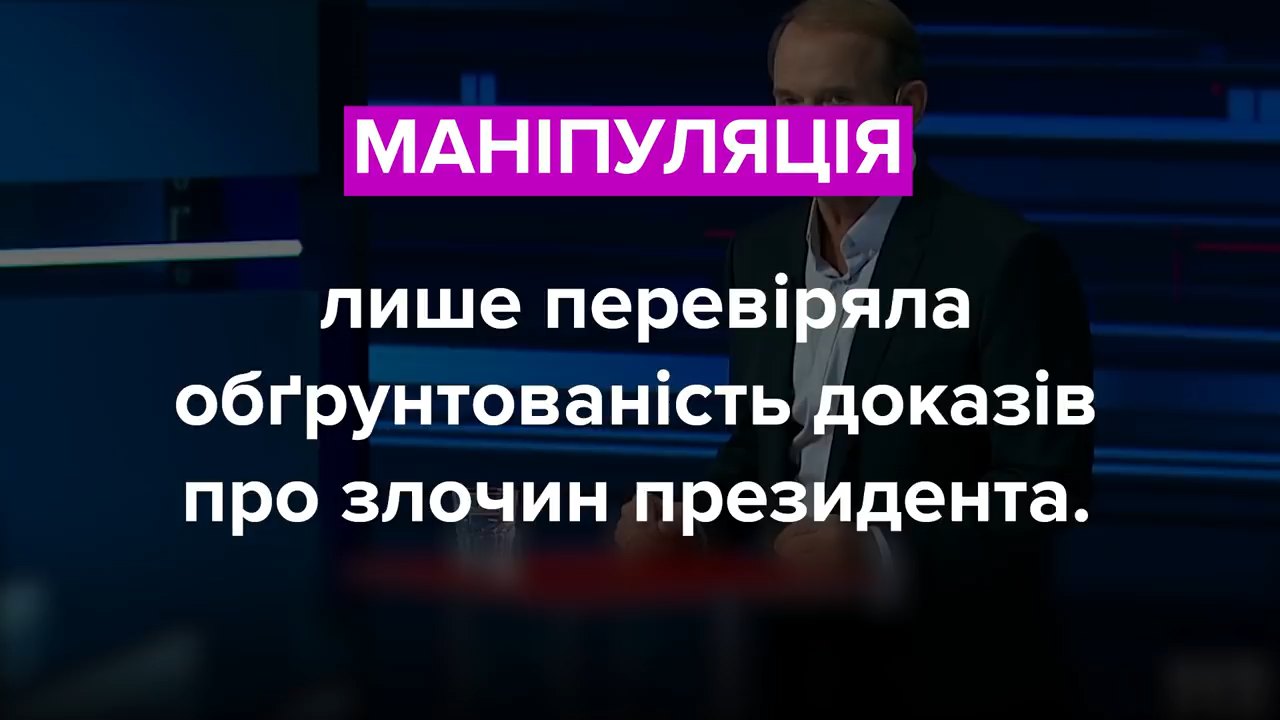 МАНІПУЛЯЦІЯ
лише перевіряла
обґрунтованість доказів
про злочин президента.